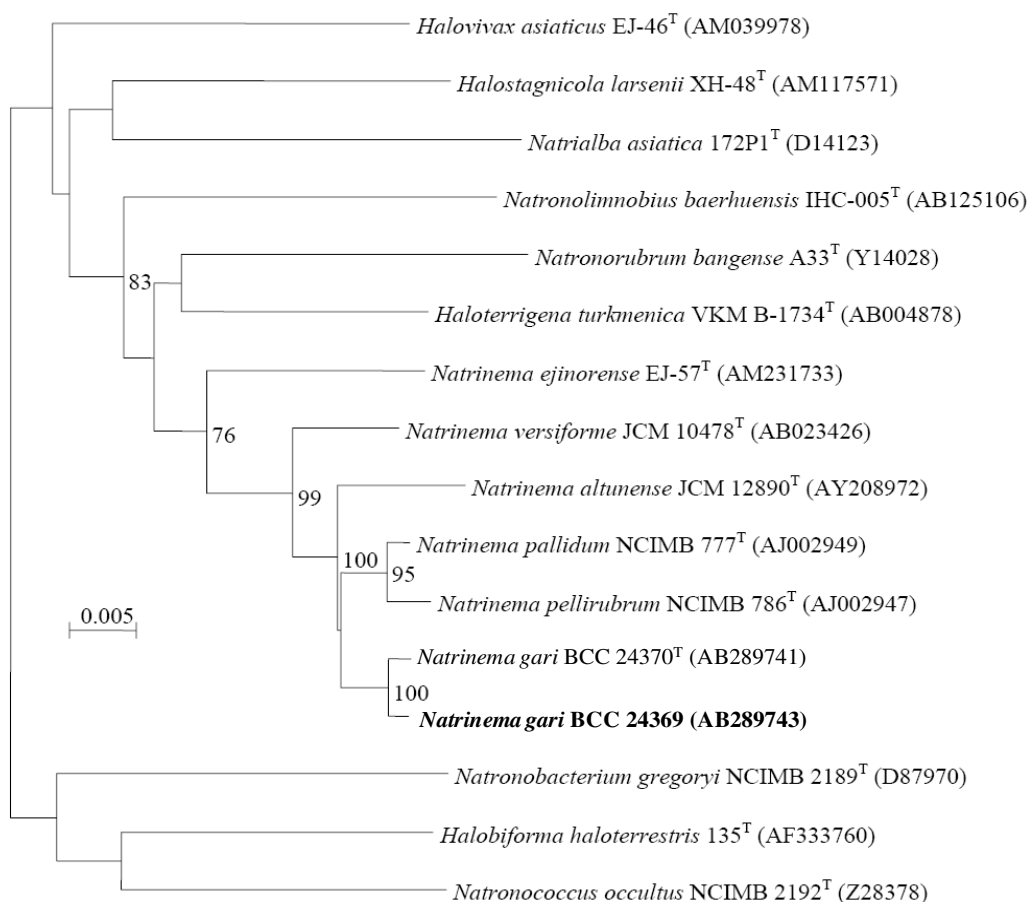 Halovivax asiaticus EJ-46ᵀ (AM039978)
Halostagnicola larsenii XH-48ᵀ (AM117571)
Natrialba asiatica 172P1ᵀ (D14123)
Natronolimnobius baerhuensis IHC-005ᵀ (AB125106)
Natronorubrum bangense A33ᵀ (Y14028)
83
Haloterrigena turkmenica VKM B-1734ᵀ (AB004878)
Natrinema ejinorense EJ-57ᵀ (AM231733)
76
Natrinema versiforme JCM 10478ᵀ (AB023426)
99
Natrinema altunense JCM 12890ᵀ (AY208972)
100
Natrinema pallidum NCIMB 777ᵀ (AJ002949)
95
Natrinema pellirubrum NCIMB 786ᵀ (AJ002947)
0.005
Natrinema gari BCC 24370ᵀ (AB289741)
100
Natrinema gari BCC 24369 (AB289743)
Natronobacterium gregoryi NCIMB 2189ᵀ (D87970)
Halobiforma haloterrestris 135ᵀ (AF333760)
Natronococcus occultus NCIMB 2192ᵀ (Z28378)